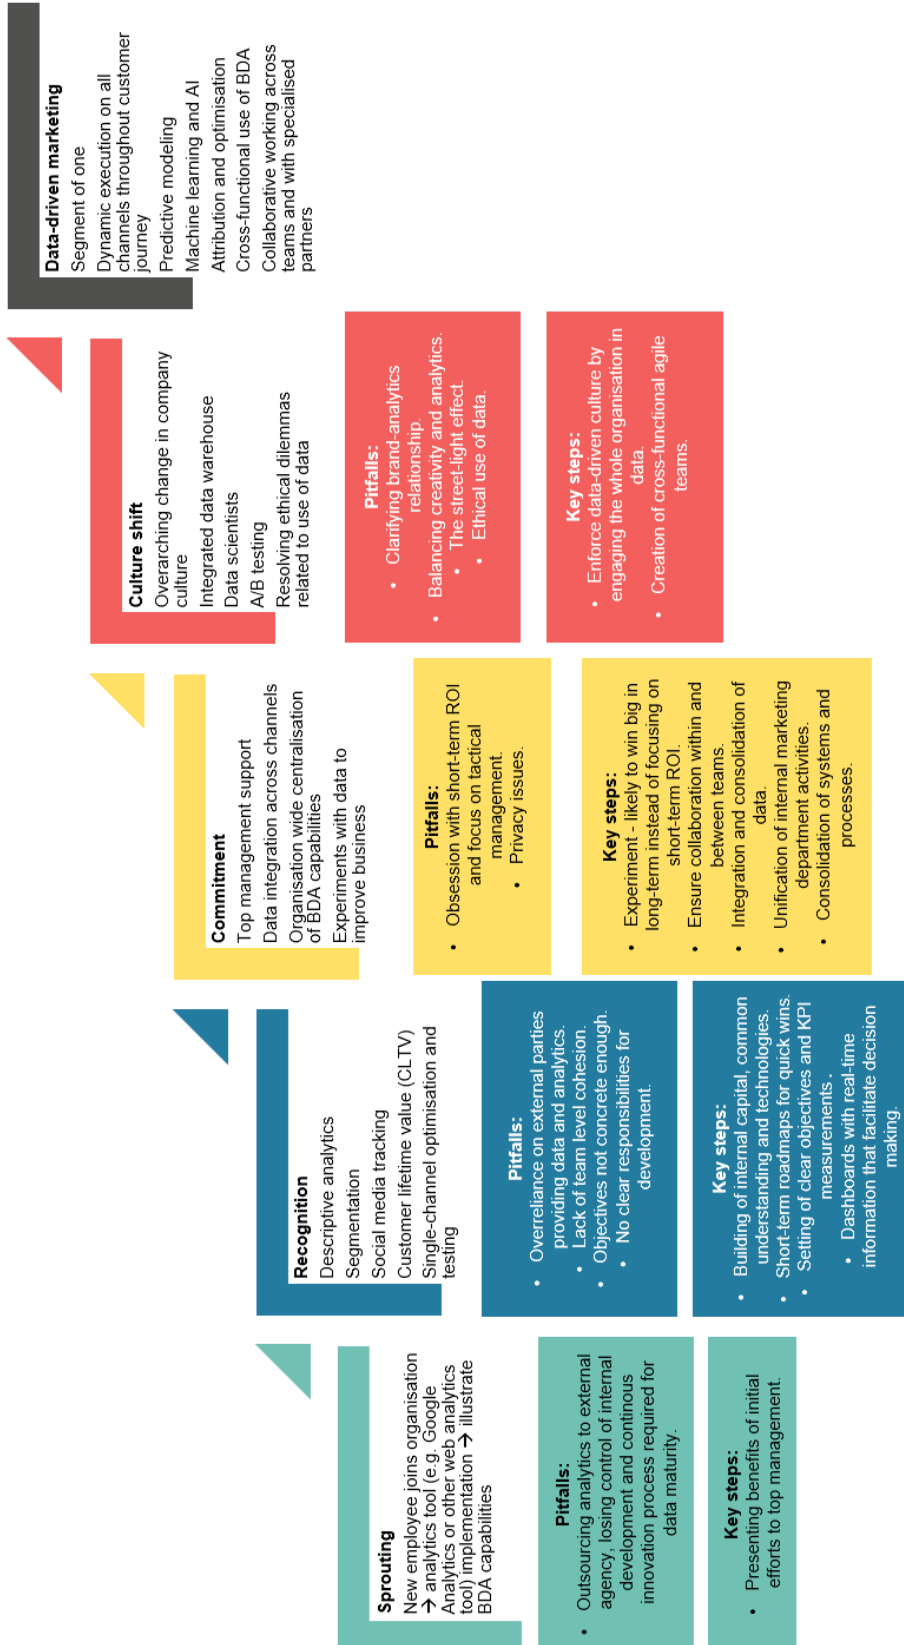 Sprouting
New employee joins organisation
→ analytics tool (e.g. Google
Analytics or other web analytics
tool) implementation → illustrate
BDA capabilities
Pitfalls:
• Outsourcing analytics to external
agency, losing control of internal
development and continous
innovation process required for
data maturity.
Key steps:
• Presenting benefits of initial
efforts to top management.
Recognition
Descriptive analytics
Segmentation
Social media tracking
Customer lifetime value (CLTV)
Single-channel optimisation and
testing
Pitfalls:
• Overreliance on external parties
providing data and analytics.
• Lack of team level cohesion.
• Objectives not concrete enough.
• No clear responsibilities for
development.
Key steps:
• Building of internal capital, common
understanding and technologies.
• Short-term roadmaps for quick wins.
• Setting of clear objectives and KPI
measurements .
• Dashboards with real-time
information that facilitate decision
making.
Commitment
Top management support
Data integration across channels
Organisation wide centralisation
of BDA capabilities
Experiments with data to
improve business
Pitfalls:
• Obsession with short-term ROI
and focus on tactical
management.
• Privacy issues.
Key steps:
• Experiment - likely to win big in
long-term instead of focusing on
short-term ROI.
• Ensure collaboration within and
between teams.
• Integration and consolidation of
data.
• Unification of internal marketing
department activities.
• Consolidation of systems and
processes.
Culture shift
Overarching change in company
culture
Integrated data warehouse
Data scientists
A/B testing
Resolving ethical dilemmas
related to use of data
Pitfalls:
• Clarifying brand-analytics
relationship.
• Balancing creativity and analytics.
• The street-light effect.
• Ethical use of data.
Key steps:
• Enforce data-driven culture by
engaging the whole organisation in
data.
• Creation of cross-functional agile
teams.
Data-driven marketing
Segment of one
Dynamic execution on all
channels throughout customer
journey
Predictive modeling
Machine learning and AI
Attribution and optimisation
Cross-functional use of BDA
Collaborative working across
teams and with specialised
partners